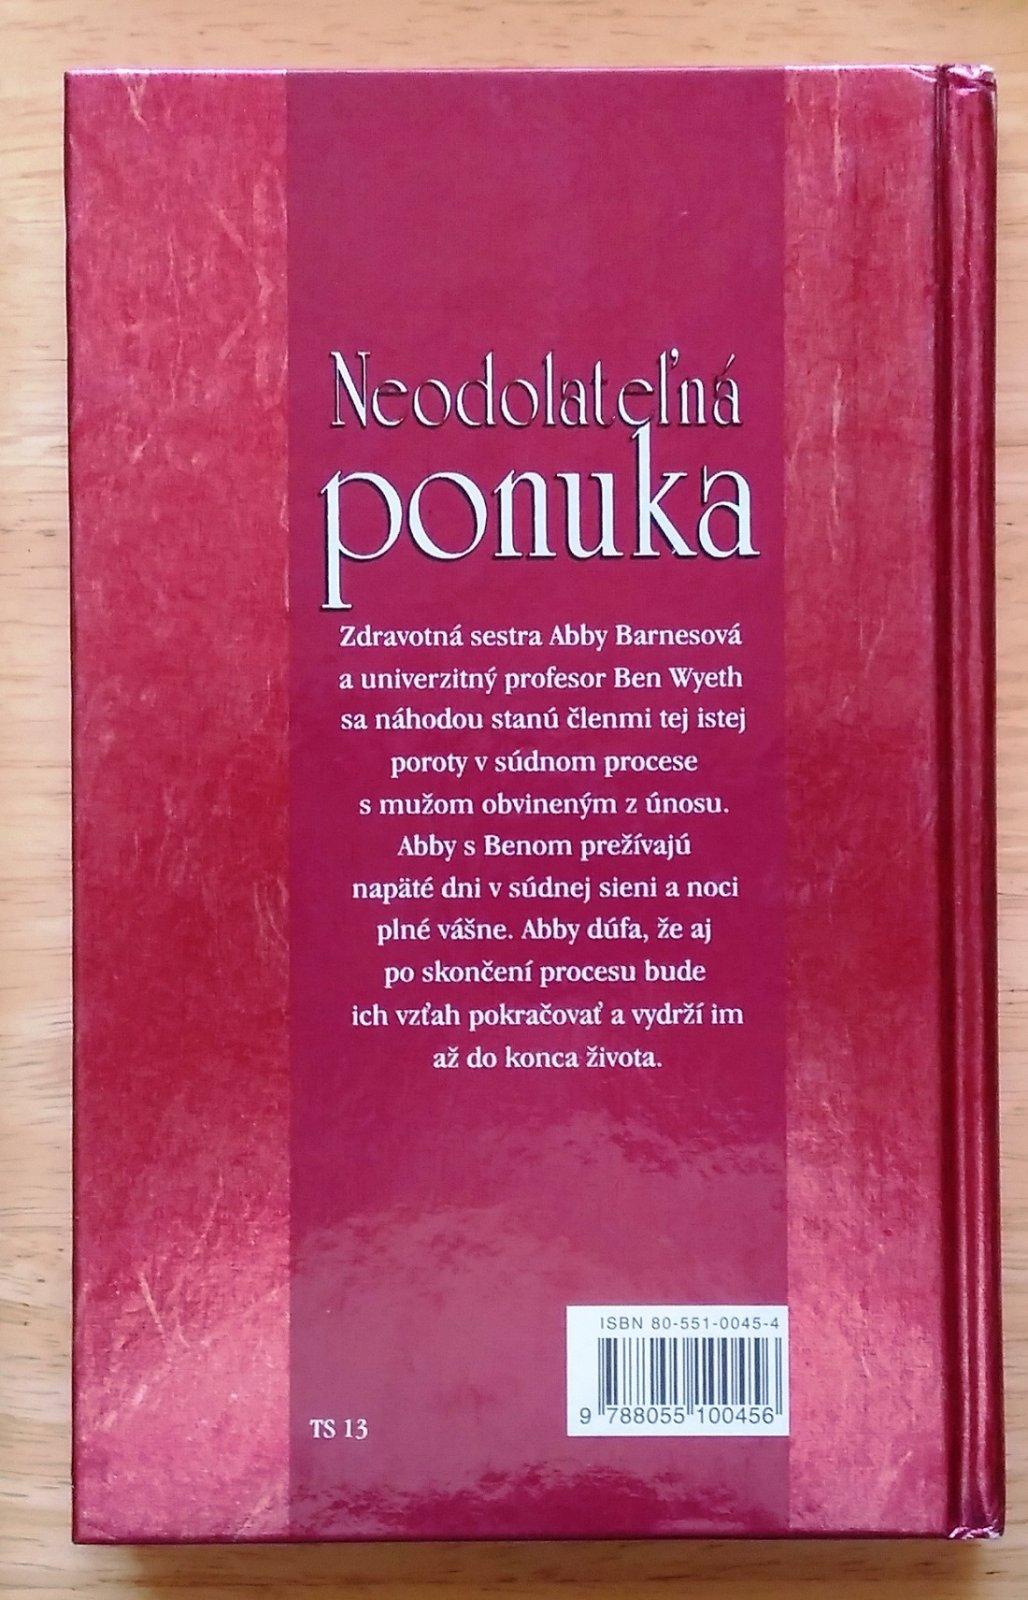 Neodolateľná
ponuka
Zdravotná sestra Abby Barnesová
a univerzitný profesor Ben Wyeth
sa náhodou stanú členmi tej istej
poroty v súdnom procese
s mužom obvineným z únosu.
Abby s Benom prežívajú
napäté dni v súdnej sieni a noci
plné vášne. Abby dúfa, že aj
po skončení procesu bude
ich vzťah pokračovať a vydrží im
až do konca života.
ISBN 80-551-0045-4
9 788055 100456
TS 13